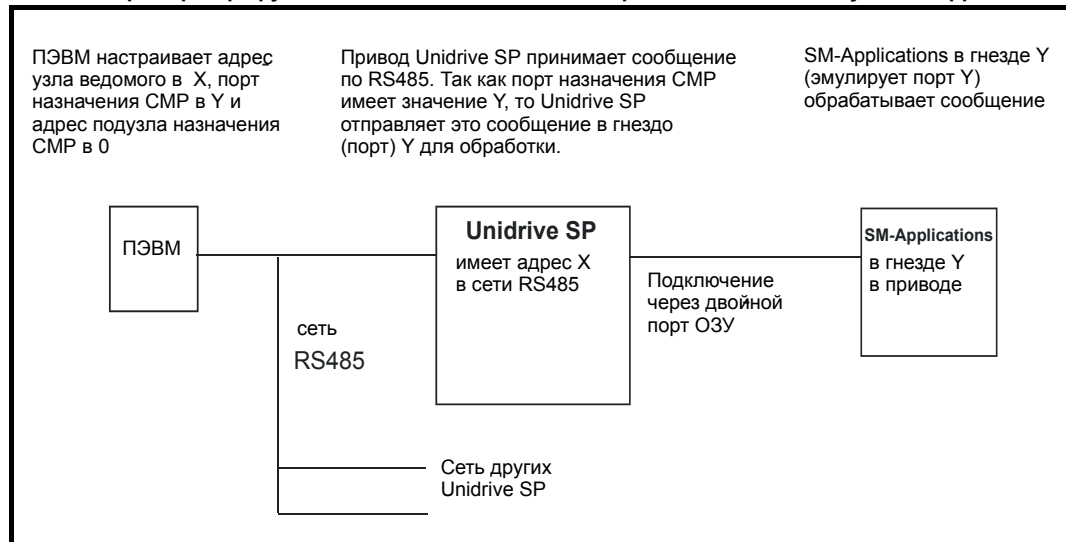 ПЭВМ настраивает адрес
узла ведомого в X, порт
назначения CMP в Y и
адрес подузла назначения
CMP в 0
Привод Unidrive SP принимает сообщение
по RS485. Так как порт назначения CMP
имеет значение Y, то Unidrive SP
отправляет это сообщение в гнездо
(порт) Y для обработки.
SM-Applications в гнезде Y
(эмулирует порт Y)
обрабатывает сообщение
ПЭВМ
Unidrive SP
имеет адрес X
в сети RS485
SM-Applications
в гнезде Y
в приводе
Подключение
через двойной
порт ОЗУ
сеть
RS485
Сеть других
Unidrive SP